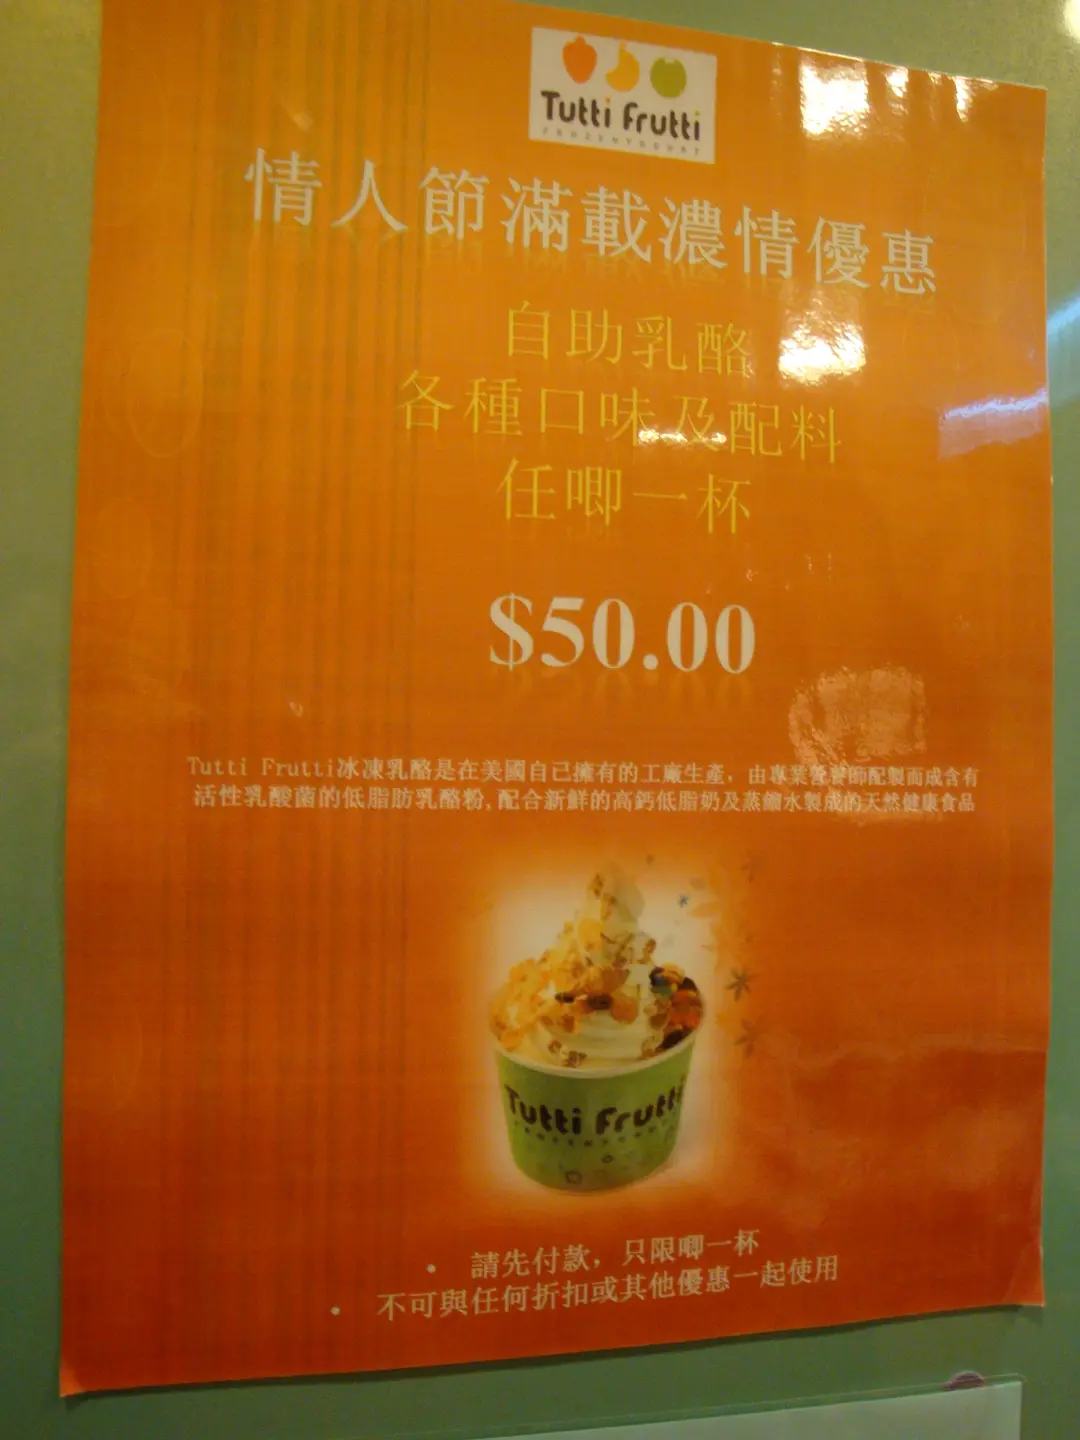 Tutti Frutti
FROZEN YOGURT
情人節滿載濃情優惠
自助乳酪
各種口味及配料
任唧一杯
$50.00
Tutti Frutti冰凍乳酪是在美國自己擁有的工廠生產，由專業營養師配製而成含有
活性乳酸菌的低脂肪乳酪粉,配合新鮮的高鈣低脂奶及蒸餾水製成的天然健康食品
Tutti Frutti
FROZEN YOGURT
• 請先付款，只限唧一杯
• 不可與任何折扣或其他優惠一起使用